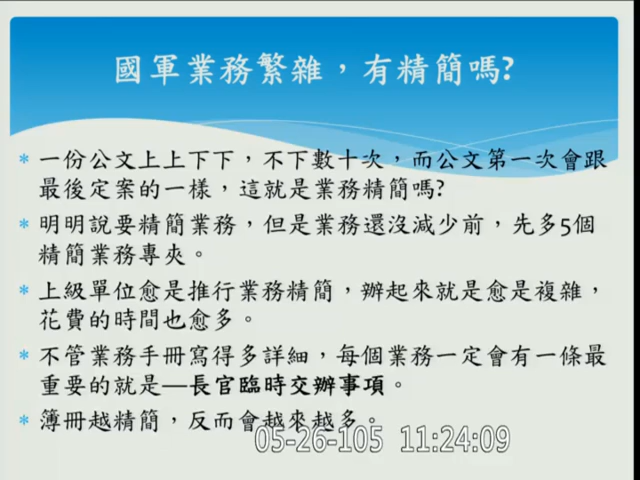 國軍業務繁雜，有精簡嗎?
* 一份公文上上下下，不下數十次，而公文第一次會跟
最後定案的一樣，這就是業務精簡嗎?
* 明明說要精簡業務，但是業務還沒減少前，先多5個
精簡業務專夾。
* 上級單位愈是推行業務精簡，辦起來就是愈是複雜，
花費的時間也愈多。
* 不管業務手冊寫得多詳細，每個業務一定會有一條最
重要的就是—長官臨時交辦事項。
* 簿冊越精簡，反而會越來越多。
05-26-105 11:24:09